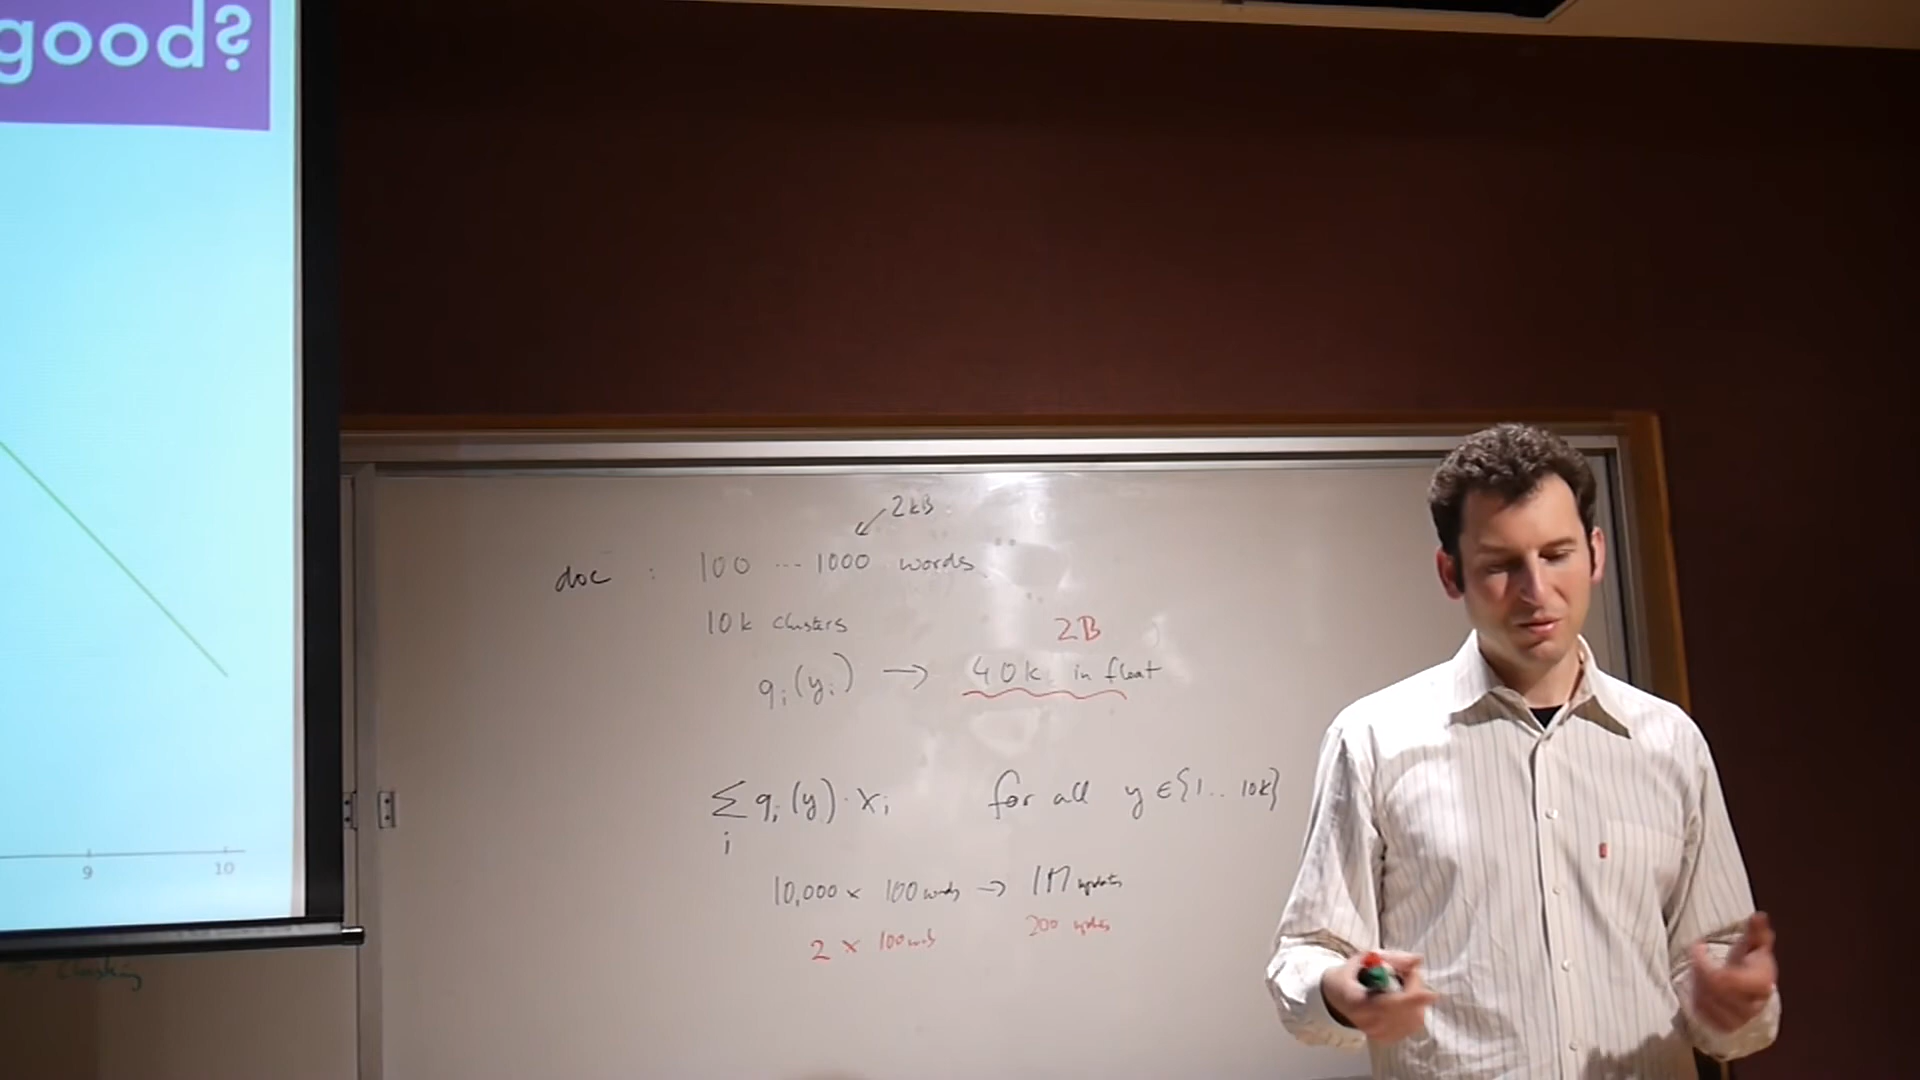 good?
9 10
2kB
doc : 100 ... 1000 words
10k clusters
2B
qi(yi) → 40k in float
∑i qi(y)·xi for all y ∈ {1.. 10k}
10,000 × 100 words → 1M updates
2 × 100 words 200 updates